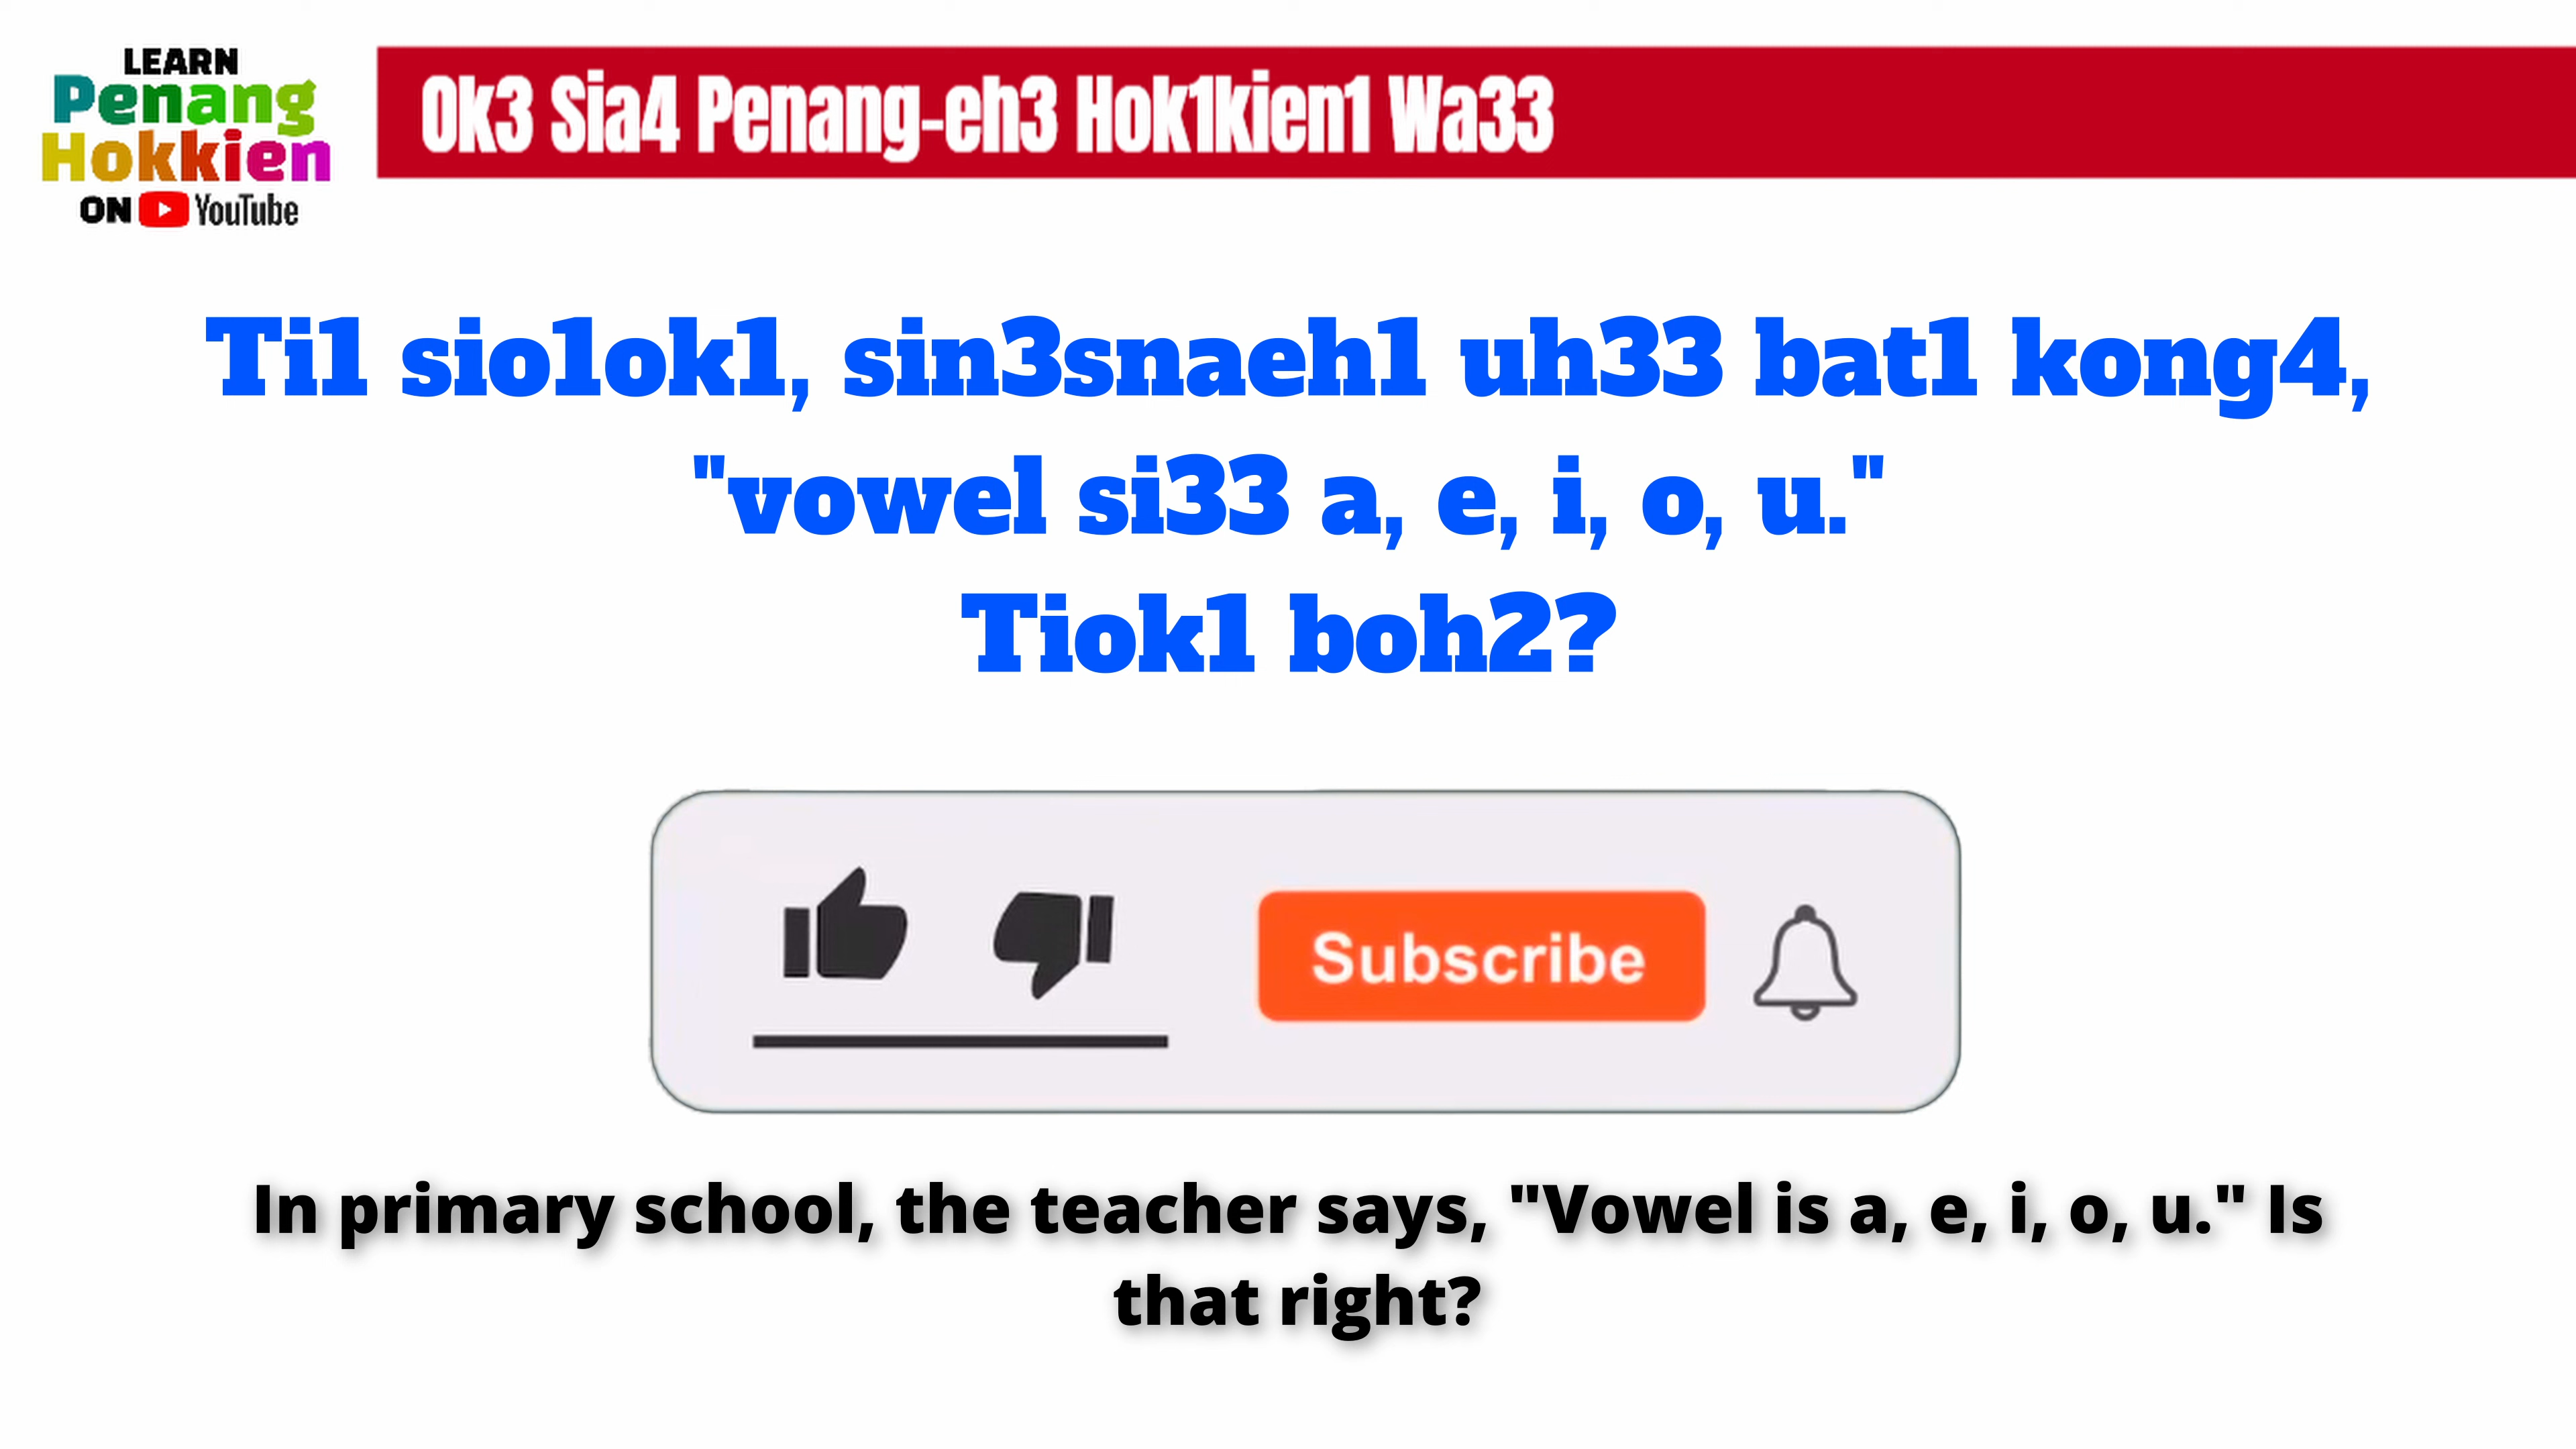 LEARN
Penang
Hokkien
ON YouTube
Ok3 Sia4 Penang-eh3 Hok1kien1 Wa33
Ti1 sio1ok1, sin3snaeh1 uh33 bat1 kong4,
"vowel si33 a, e, i, o, u."
Tiok1 boh2?
Subscribe
In primary school, the teacher says, "Vowel is a, e, i, o, u." Is
that right?